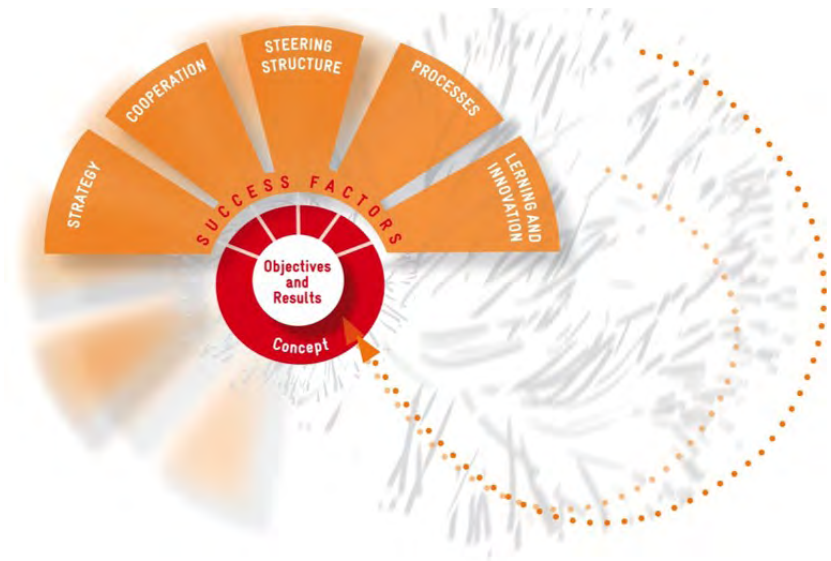 STRATEGY
COOPERATION
STEERING
STRUCTURE
PROCESSES
LERNING AND
INNOVATION
SUCCESS FACTORS
Objectives
and
Results
Concept